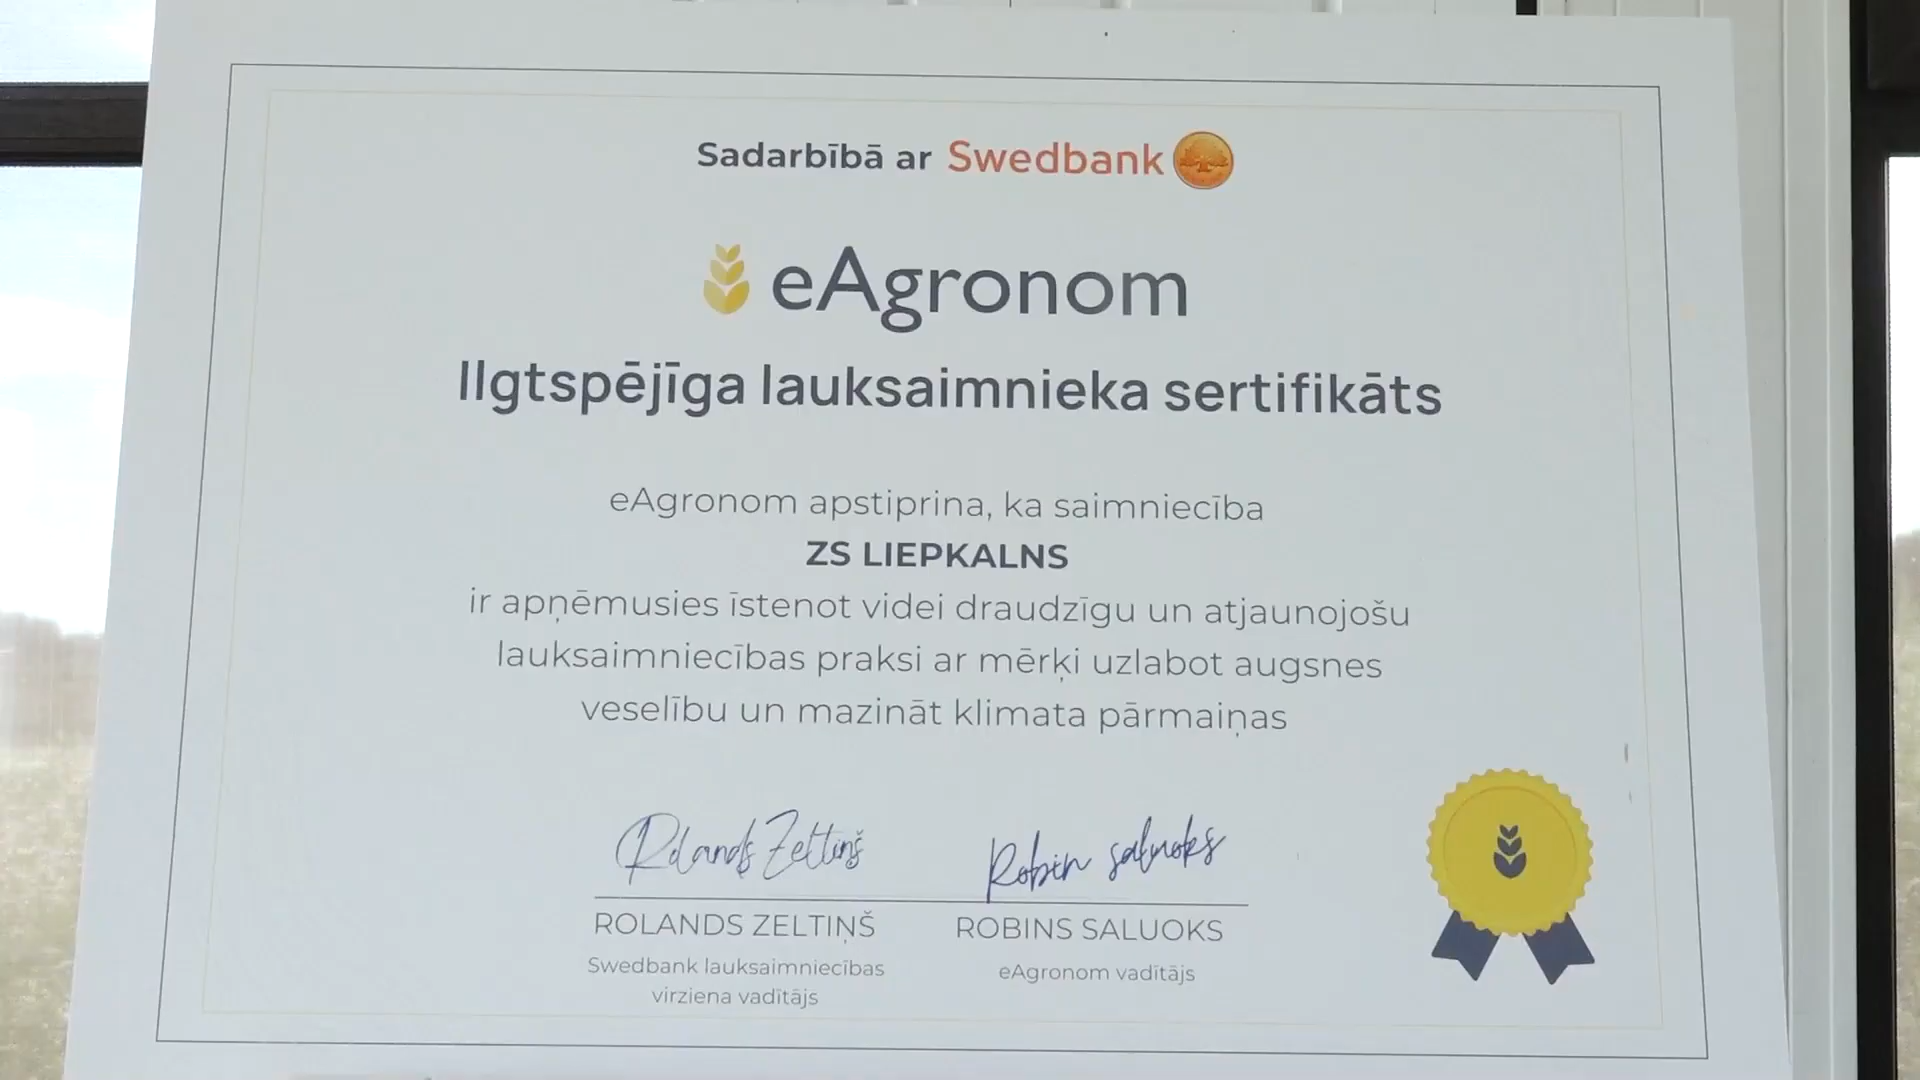 Sadarbībā ar Swedbank
eAgronom
Ilgtspējīga lauksaimnieka sertifikāts
eAgronom apstiprina, ka saimniecība
ZS LIEPKALNS
ir apņēmusies īstenot videi draudzīgu un atjaunojošu
lauksaimniecības praksi ar mērķi uzlabot augsnes
veselību un mazināt klimata pārmaiņas
Rolands Zeltiņš Robin Saluoks
ROLANDS ZELTIŅŠ ROBINS SALUOKS
Swedbank lauksaimniecības eAgronom vadītājs
virziena vadītājs